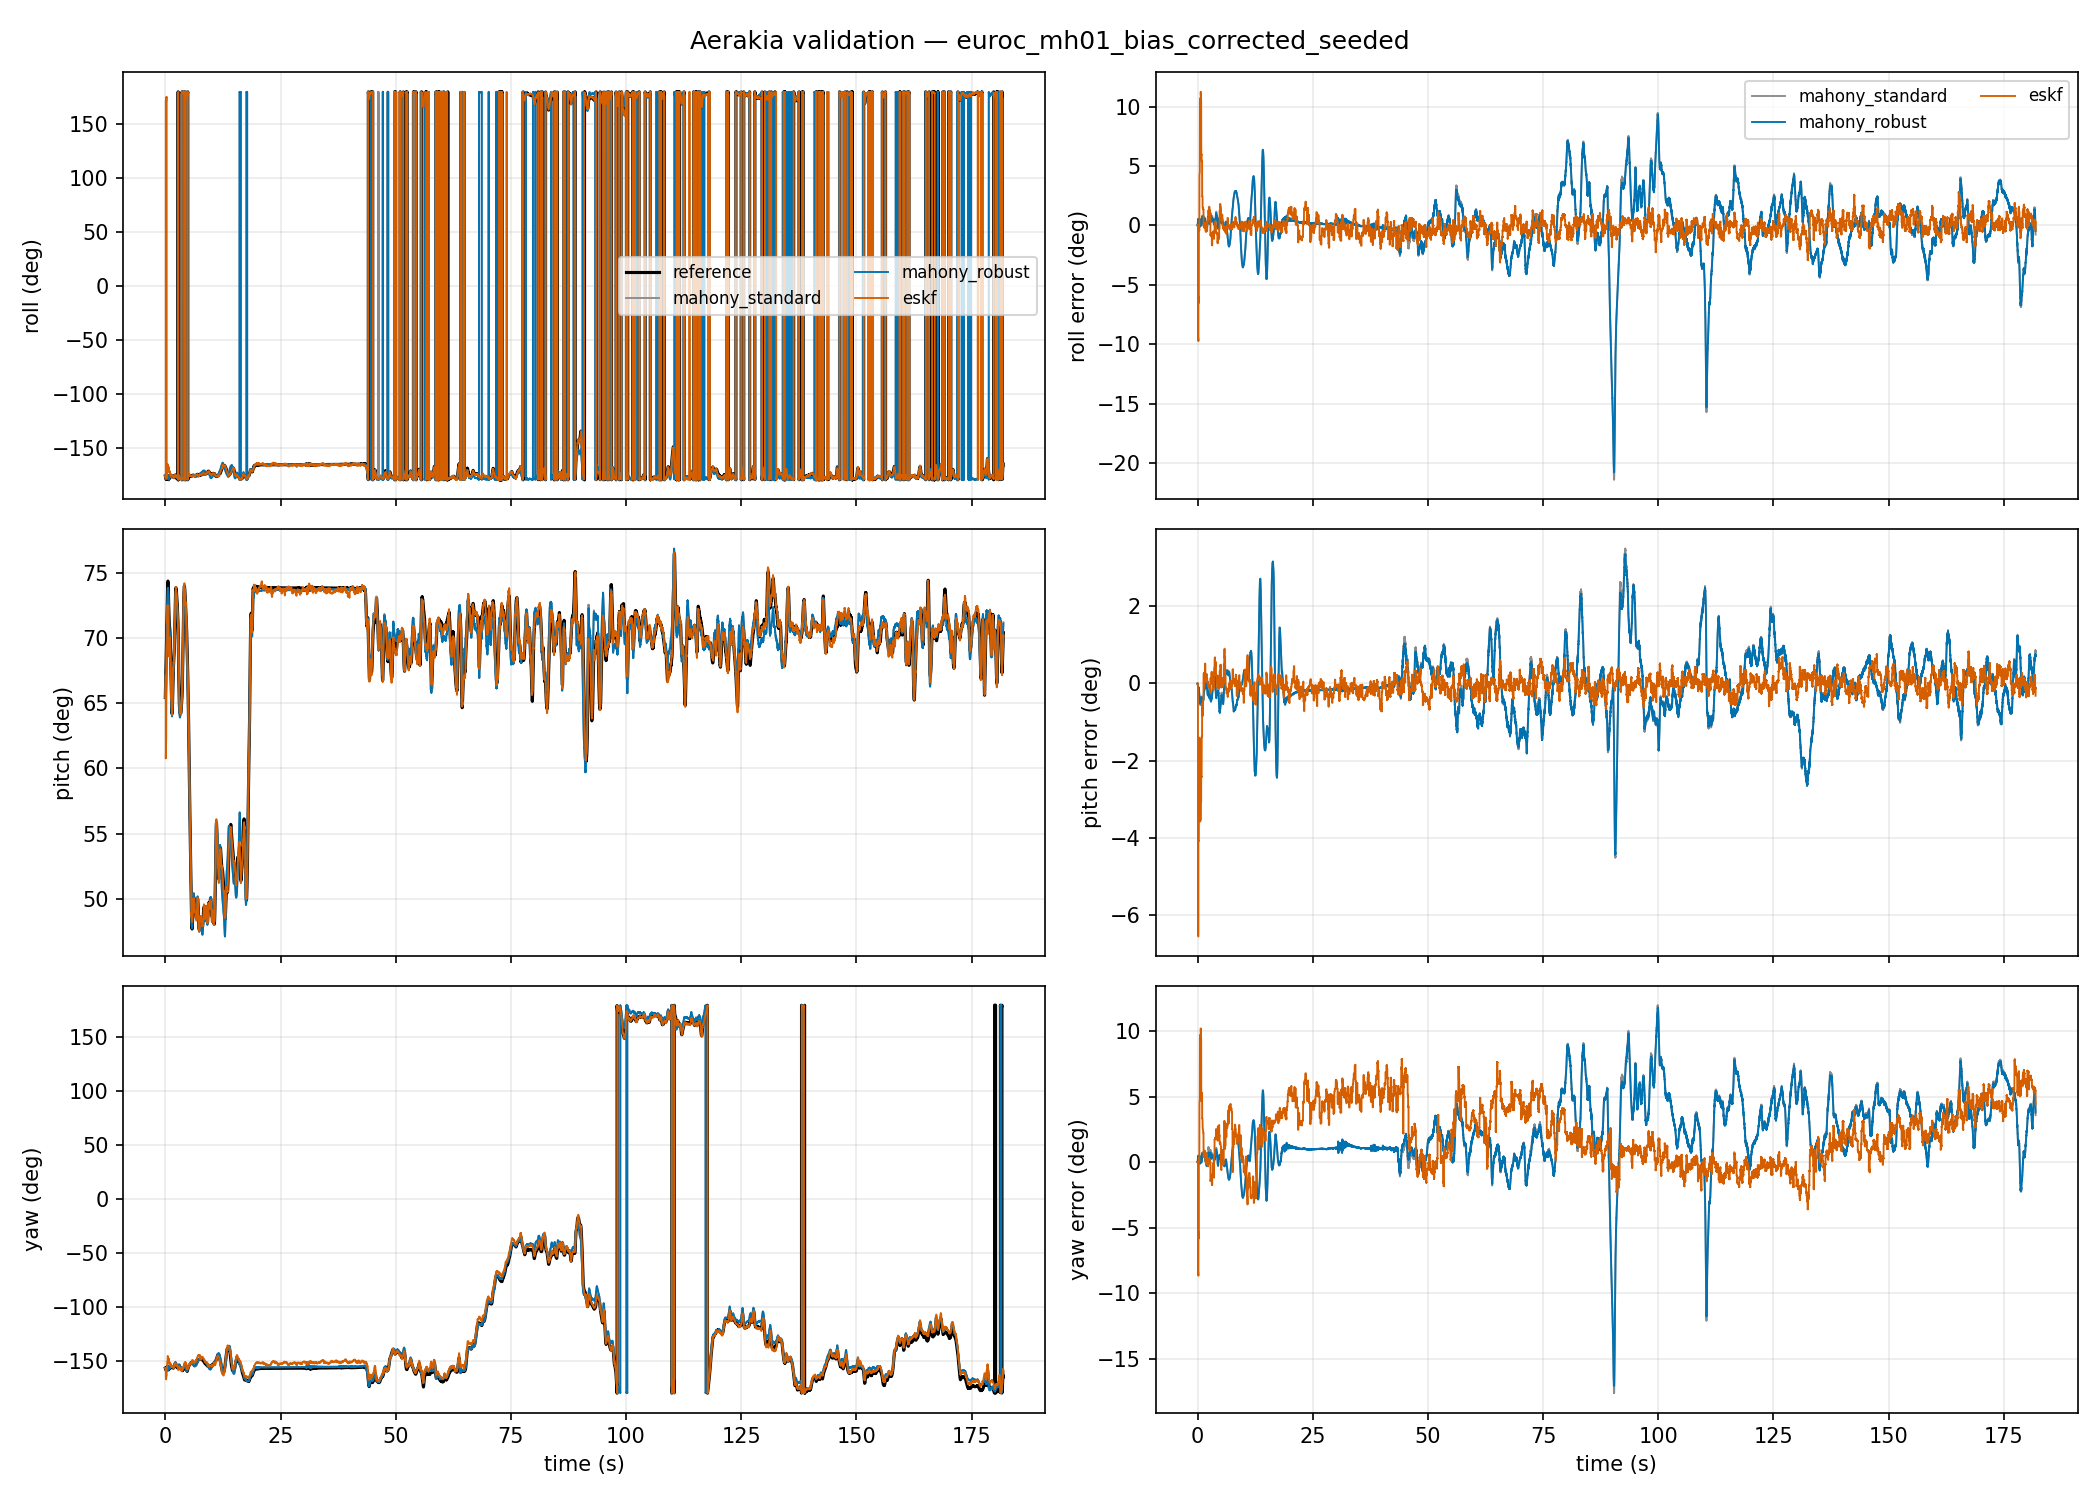 Aerakia validation — euroc_mh01_bias_corrected_seeded
roll (deg)
150
100
50
0
−50
−100
−150
reference
mahony_standard
mahony_robust
eskf
roll error (deg)
10
5
0
−5
−10
−15
−20
mahony_standard
mahony_robust
eskf
pitch (deg)
75
70
65
60
55
50
pitch error (deg)
2
0
−2
−4
−6
yaw (deg)
150
100
50
0
−50
−100
−150
0 25 50 75 100 125 150 175
time (s)
yaw error (deg)
10
5
0
−5
−10
−15
0 25 50 75 100 125 150 175
time (s)